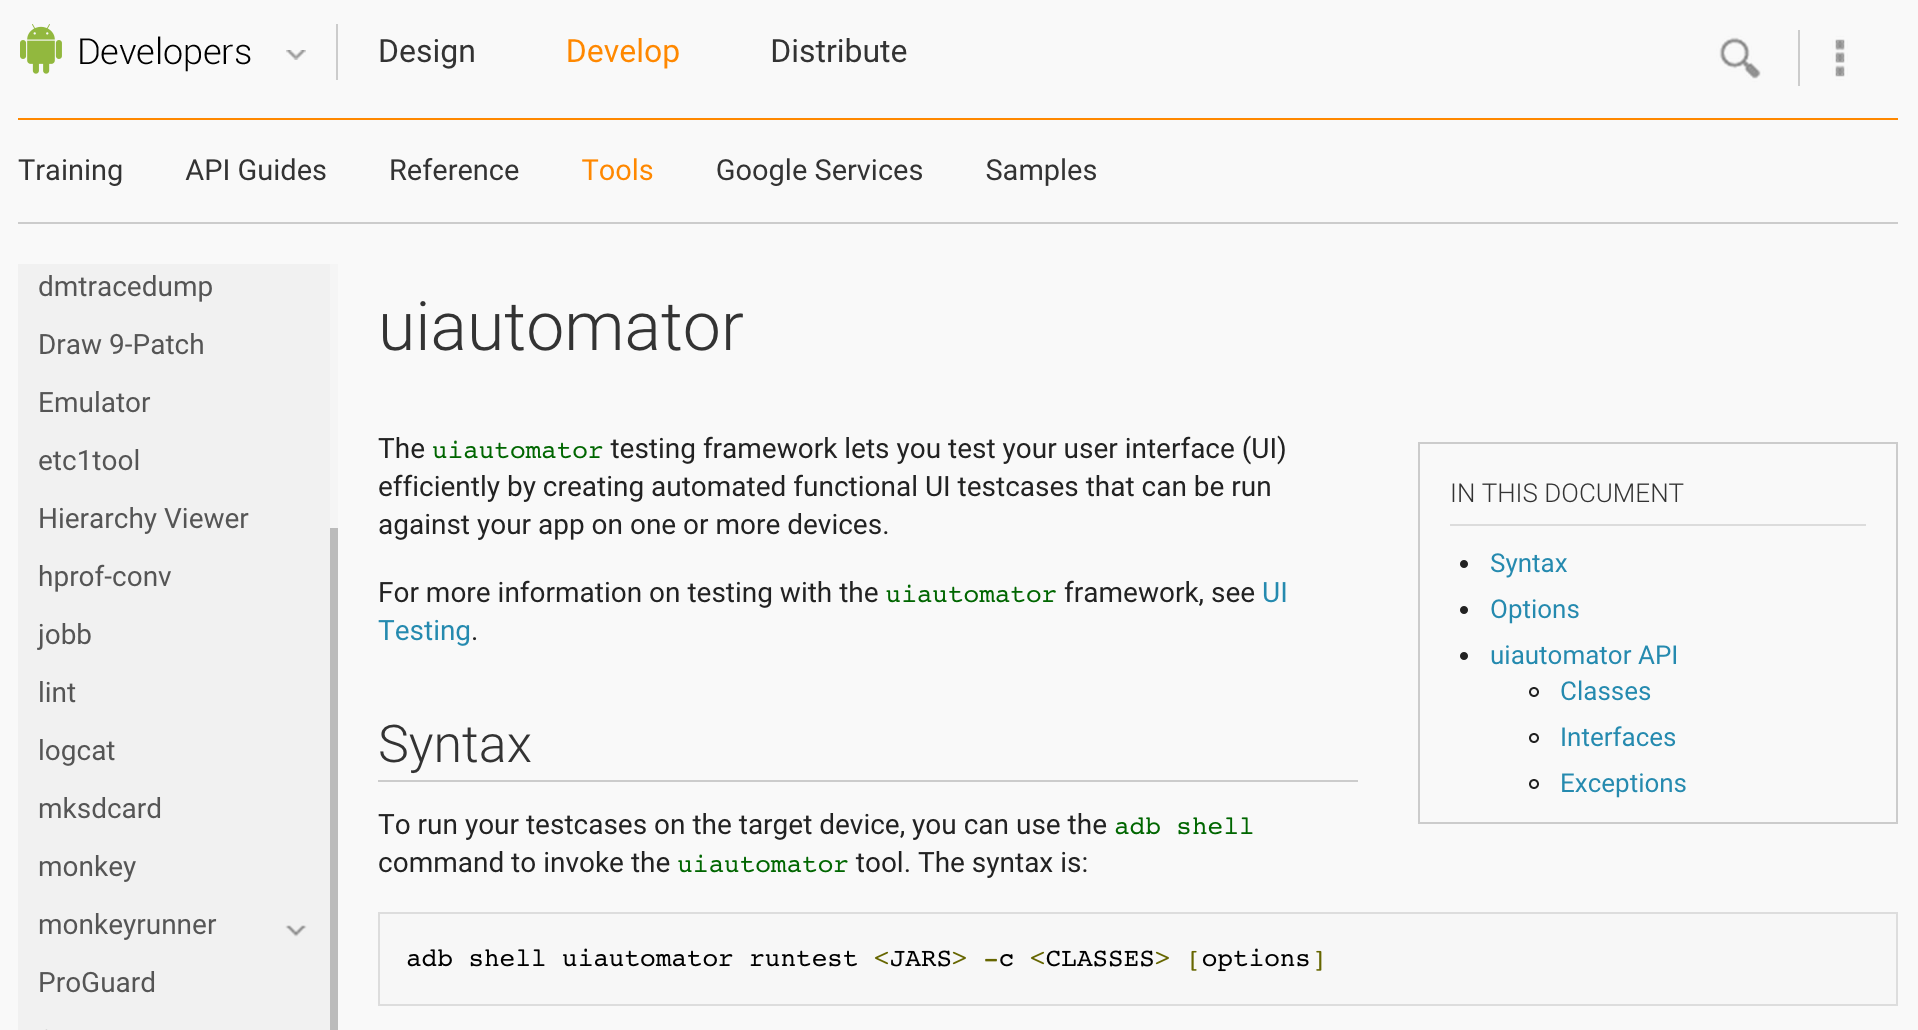 Developers
Design
Develop
Distribute
Training
API Guides
Reference
Tools
Google Services
Samples
dmtracedump
Draw 9-Patch
Emulator
etc1tool
Hierarchy Viewer
hprof-conv
jobb
lint
logcat
mksdcard
monkey
monkeyrunner
ProGuard
uiautomator
The uiautomator testing framework lets you test your user interface (UI)
efficiently by creating automated functional UI testcases that can be run
against your app on one or more devices.
For more information on testing with the uiautomator framework, see UI
Testing.
IN THIS DOCUMENT
Syntax
Options
uiautomator API
Classes
Interfaces
Exceptions
Syntax
To run your testcases on the target device, you can use the adb shell
command to invoke the uiautomator tool. The syntax is:
adb shell uiautomator runtest <JARS> -c <CLASSES> [options]